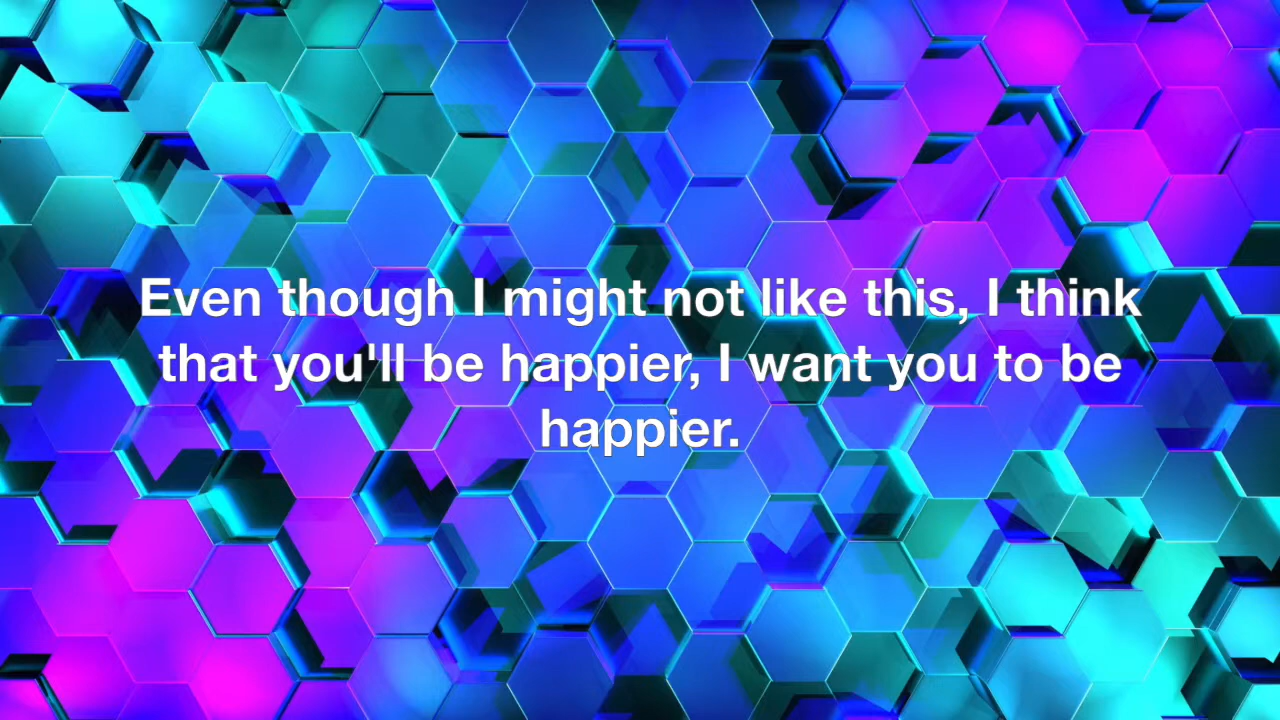 Even though I might not like this, I think
that you'll be happier, I want you to be
happier.